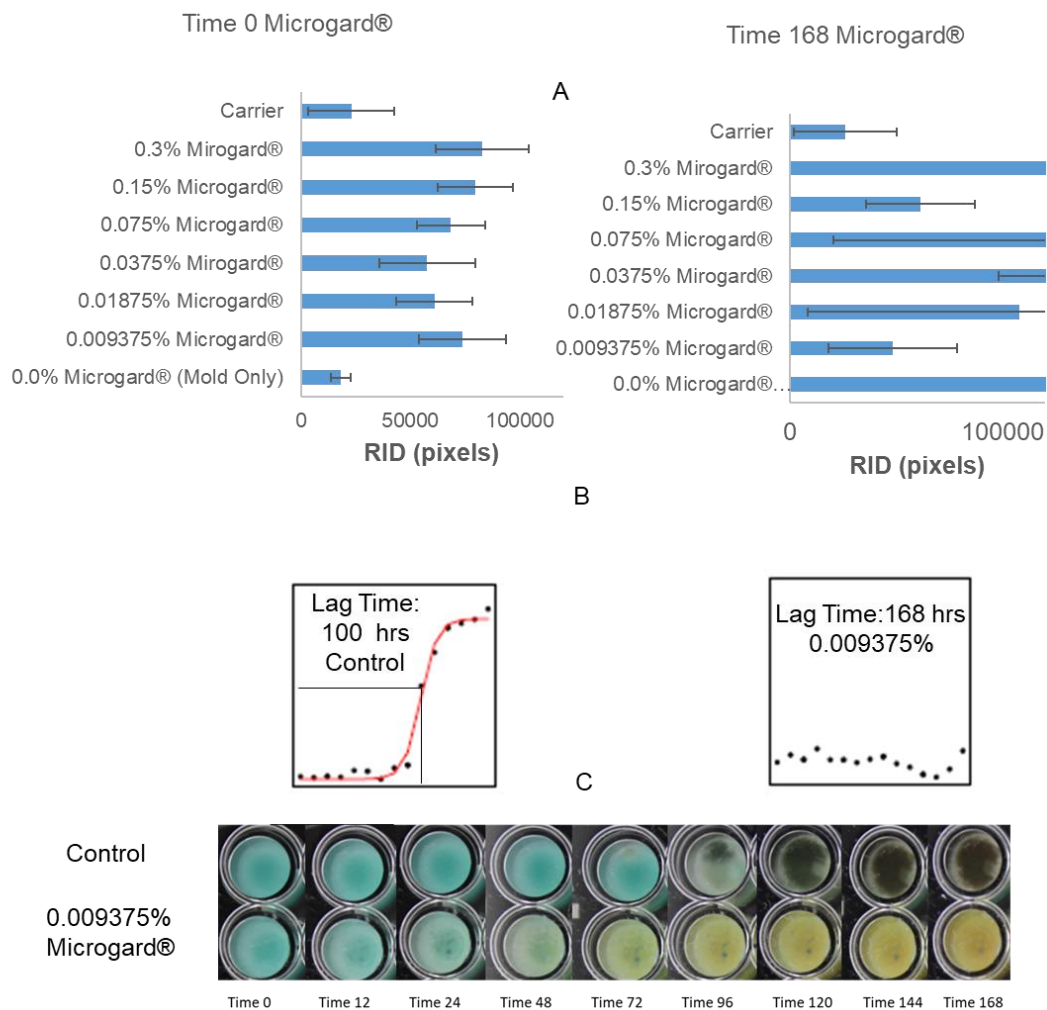 Time 0 Microgard®
Time 168 Microgard®
A
Carrier
0.3% Mirogard®
0.15% Microgard®
0.075% Microgard®
0.0375% Mirogard®
0.01875% Microgard®
0.009375% Microgard®
0.0% Microgard® (Mold Only)
0 50000 100000
RID (pixels)
Carrier
0.3% Mirogard®
0.15% Microgard®
0.075% Microgard®
0.0375% Mirogard®
0.01875% Microgard®
0.009375% Microgard®
0.0% Microgard®...
0 100000
RID (pixels)
B
Lag Time:
100 hrs
Control
Lag Time:168 hrs
0.009375%
C
Control
0.009375%
Microgard®
Time 0 Time 12 Time 24 Time 48 Time 72 Time 96 Time 120 Time 144 Time 168